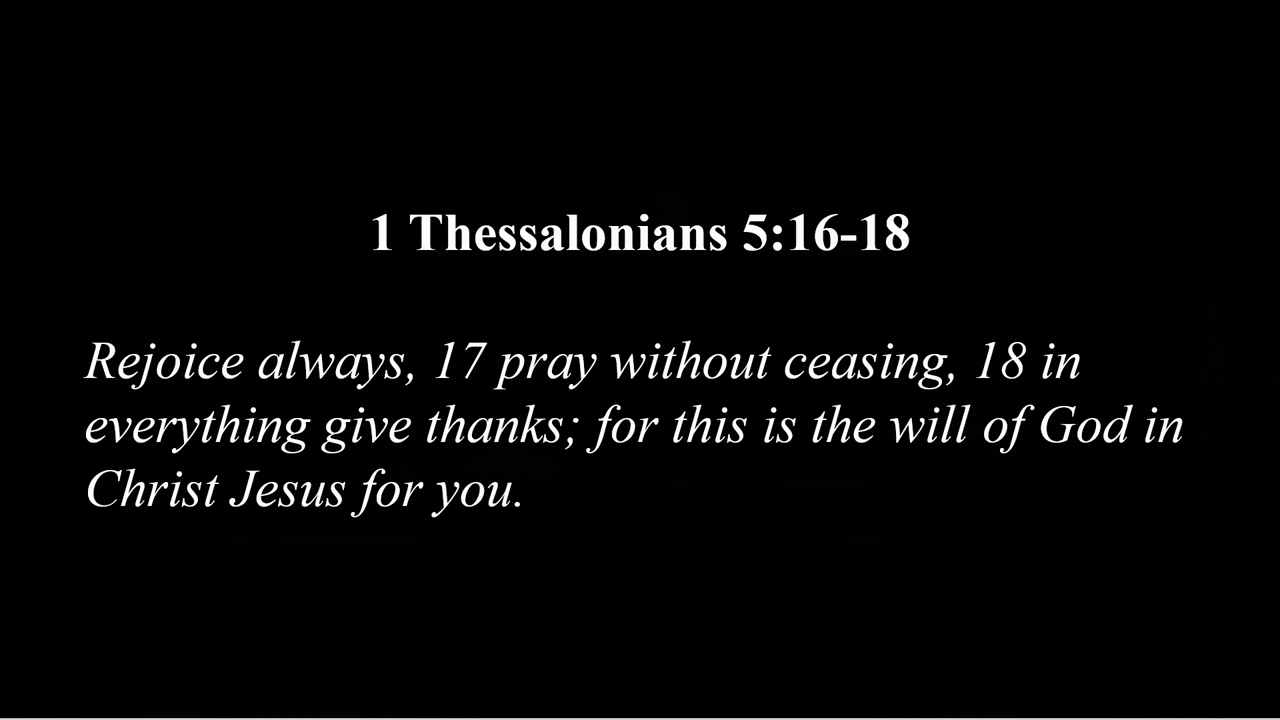 1 Thessalonians 5:16-18
Rejoice always, 17 pray without ceasing, 18 in
everything give thanks; for this is the will of God in
Christ Jesus for you.